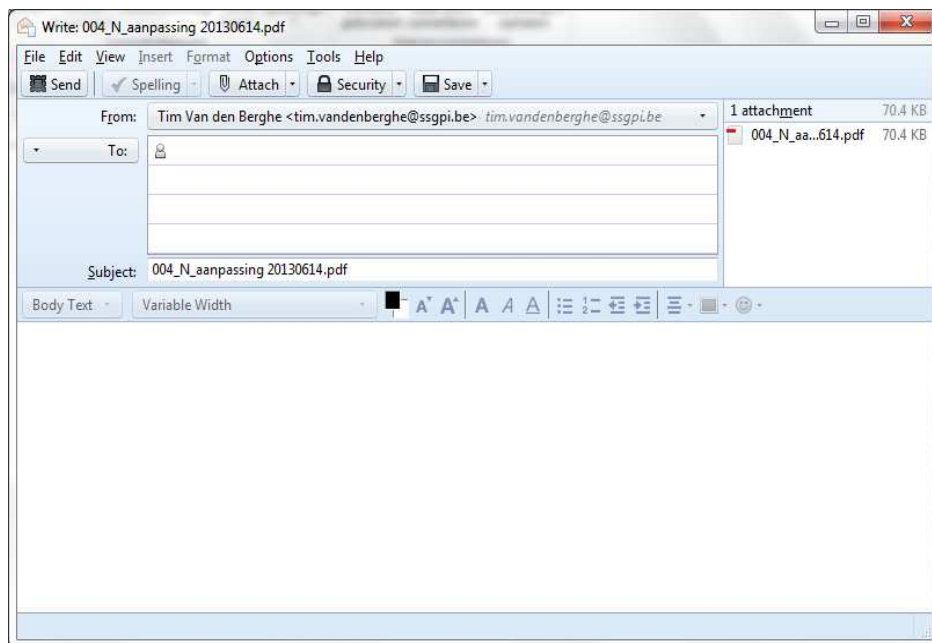 Write: 004_N_aanpassing 20130614.pdf
File Edit View Insert Format Options Tools Help
Send Spelling Attach Security Save
From: Tim Van den Berghe <tim.vandenberghe@ssgpi.be> tim.vandenberghe@ssgpi.be
1 attachment 70.4 KB
To:
004_N_aa...614.pdf 70.4 KB
Subject: 004_N_aanpassing 20130614.pdf
Body Text Variable Width